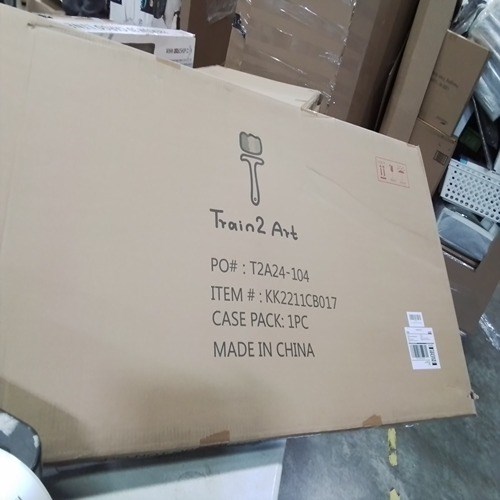 Train2 Art
PO# : T2A24-104
ITEM # : KK2211CB017
CASE PACK: 1PC
MADE IN CHINA